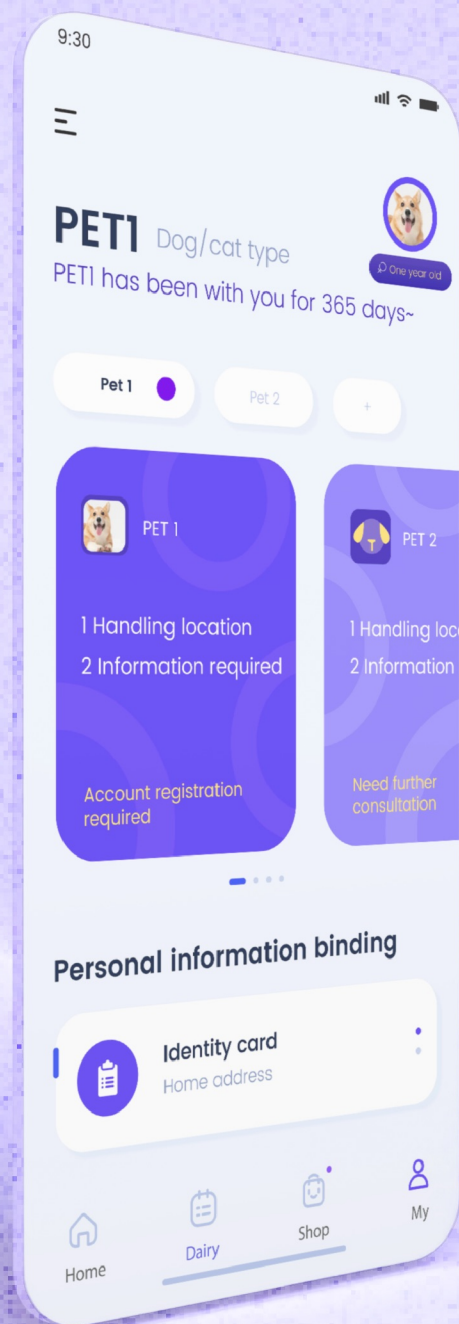 9:30
PET1 Dog/cat type
One year old
PET1 has been with you for 365 days~
Pet 1
Pet 2
+
PET 1
1 Handling location
2 Information required
Account registration
required
PET 2
1 Handling loc
2 Information
Need further
consultation
Personal information binding
Identity card
Home address
Home
Dairy
Shop
My